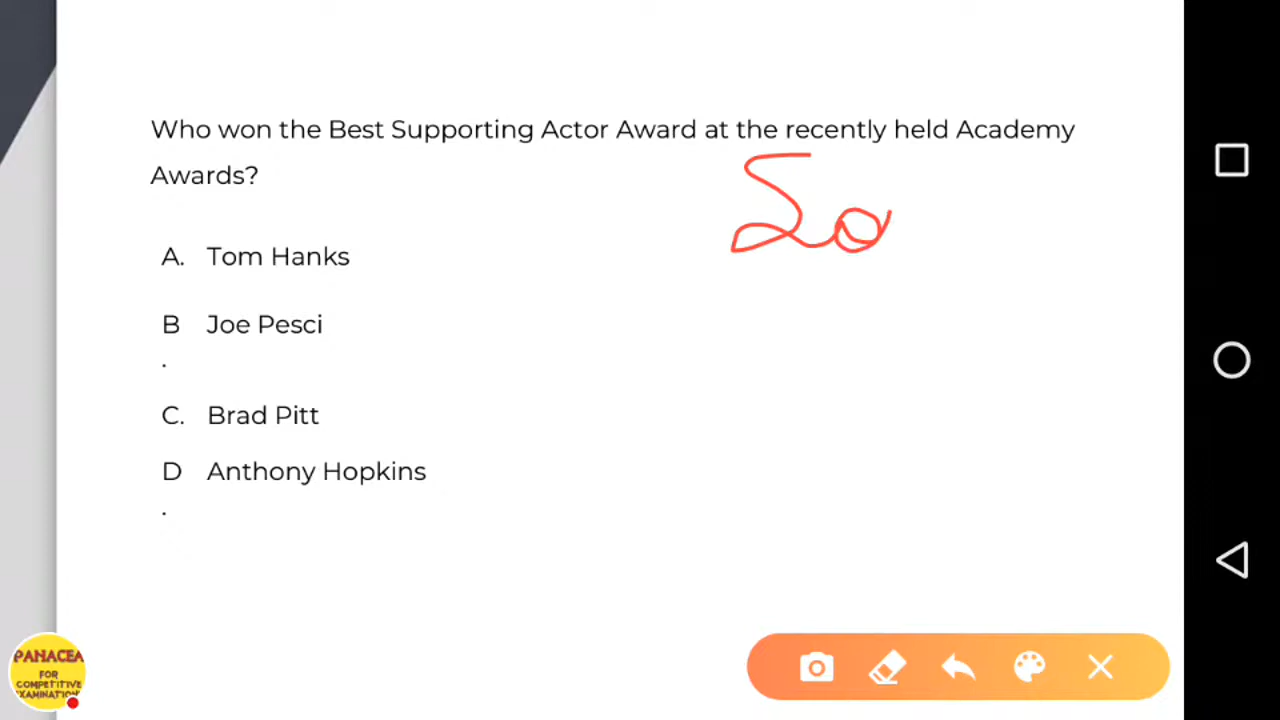 Who won the Best Supporting Actor Award at the recently held Academy
Awards?
A. Tom Hanks
B Joe Pesci
.
C. Brad Pitt
D Anthony Hopkins
.
PANACEA
FOR
COMPETITIVE
EXAMINATION